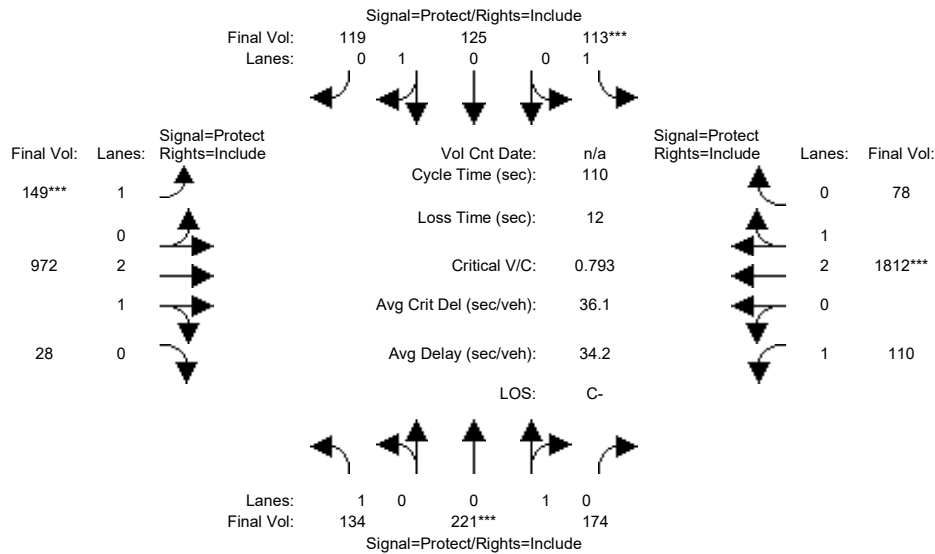 Signal=Protect/Rights=Include
Final Vol: 119 125 113***
Lanes: 0 1 0 0 1
Signal=Protect Signal=Protect
Final Vol: Lanes: Rights=Include Vol Cnt Date: n/a Rights=Include Lanes: Final Vol:
Cycle Time (sec): 110
149*** 1 0 78
Loss Time (sec): 12
0 1
972 2 Critical V/C: 0.793 2 1812***
1 Avg Crit Del (sec/veh): 36.1 0
28 0 Avg Delay (sec/veh): 34.2 1 110
LOS: C-
Lanes: 1 0 0 1 0
Final Vol: 134 221*** 174
Signal=Protect/Rights=Include